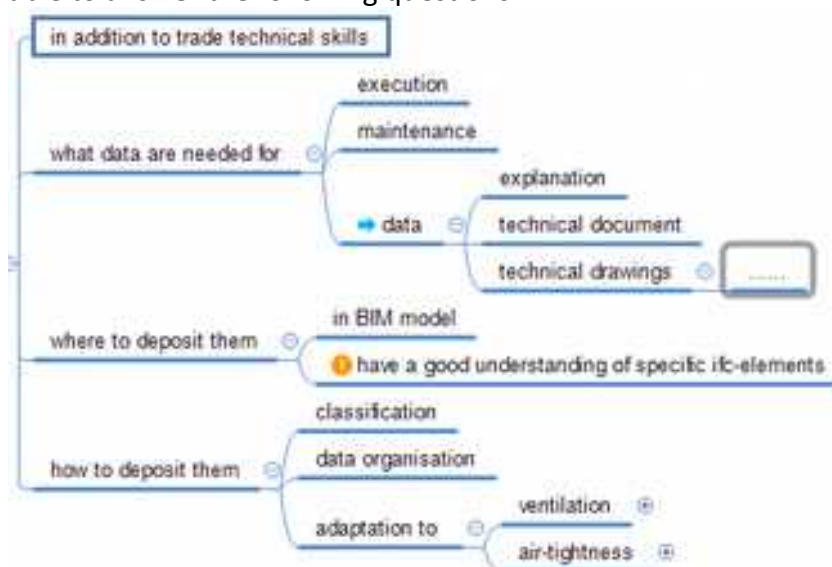 in addition to trade technical skills
execution
maintenance
what data are needed for
explanation
data
technical document
technical drawings
......
in BIM model
where to deposit them
have a good understanding of specific ifc-elements
classification
data organisation
how to deposit them
ventilation
adaptation to
air-tightness